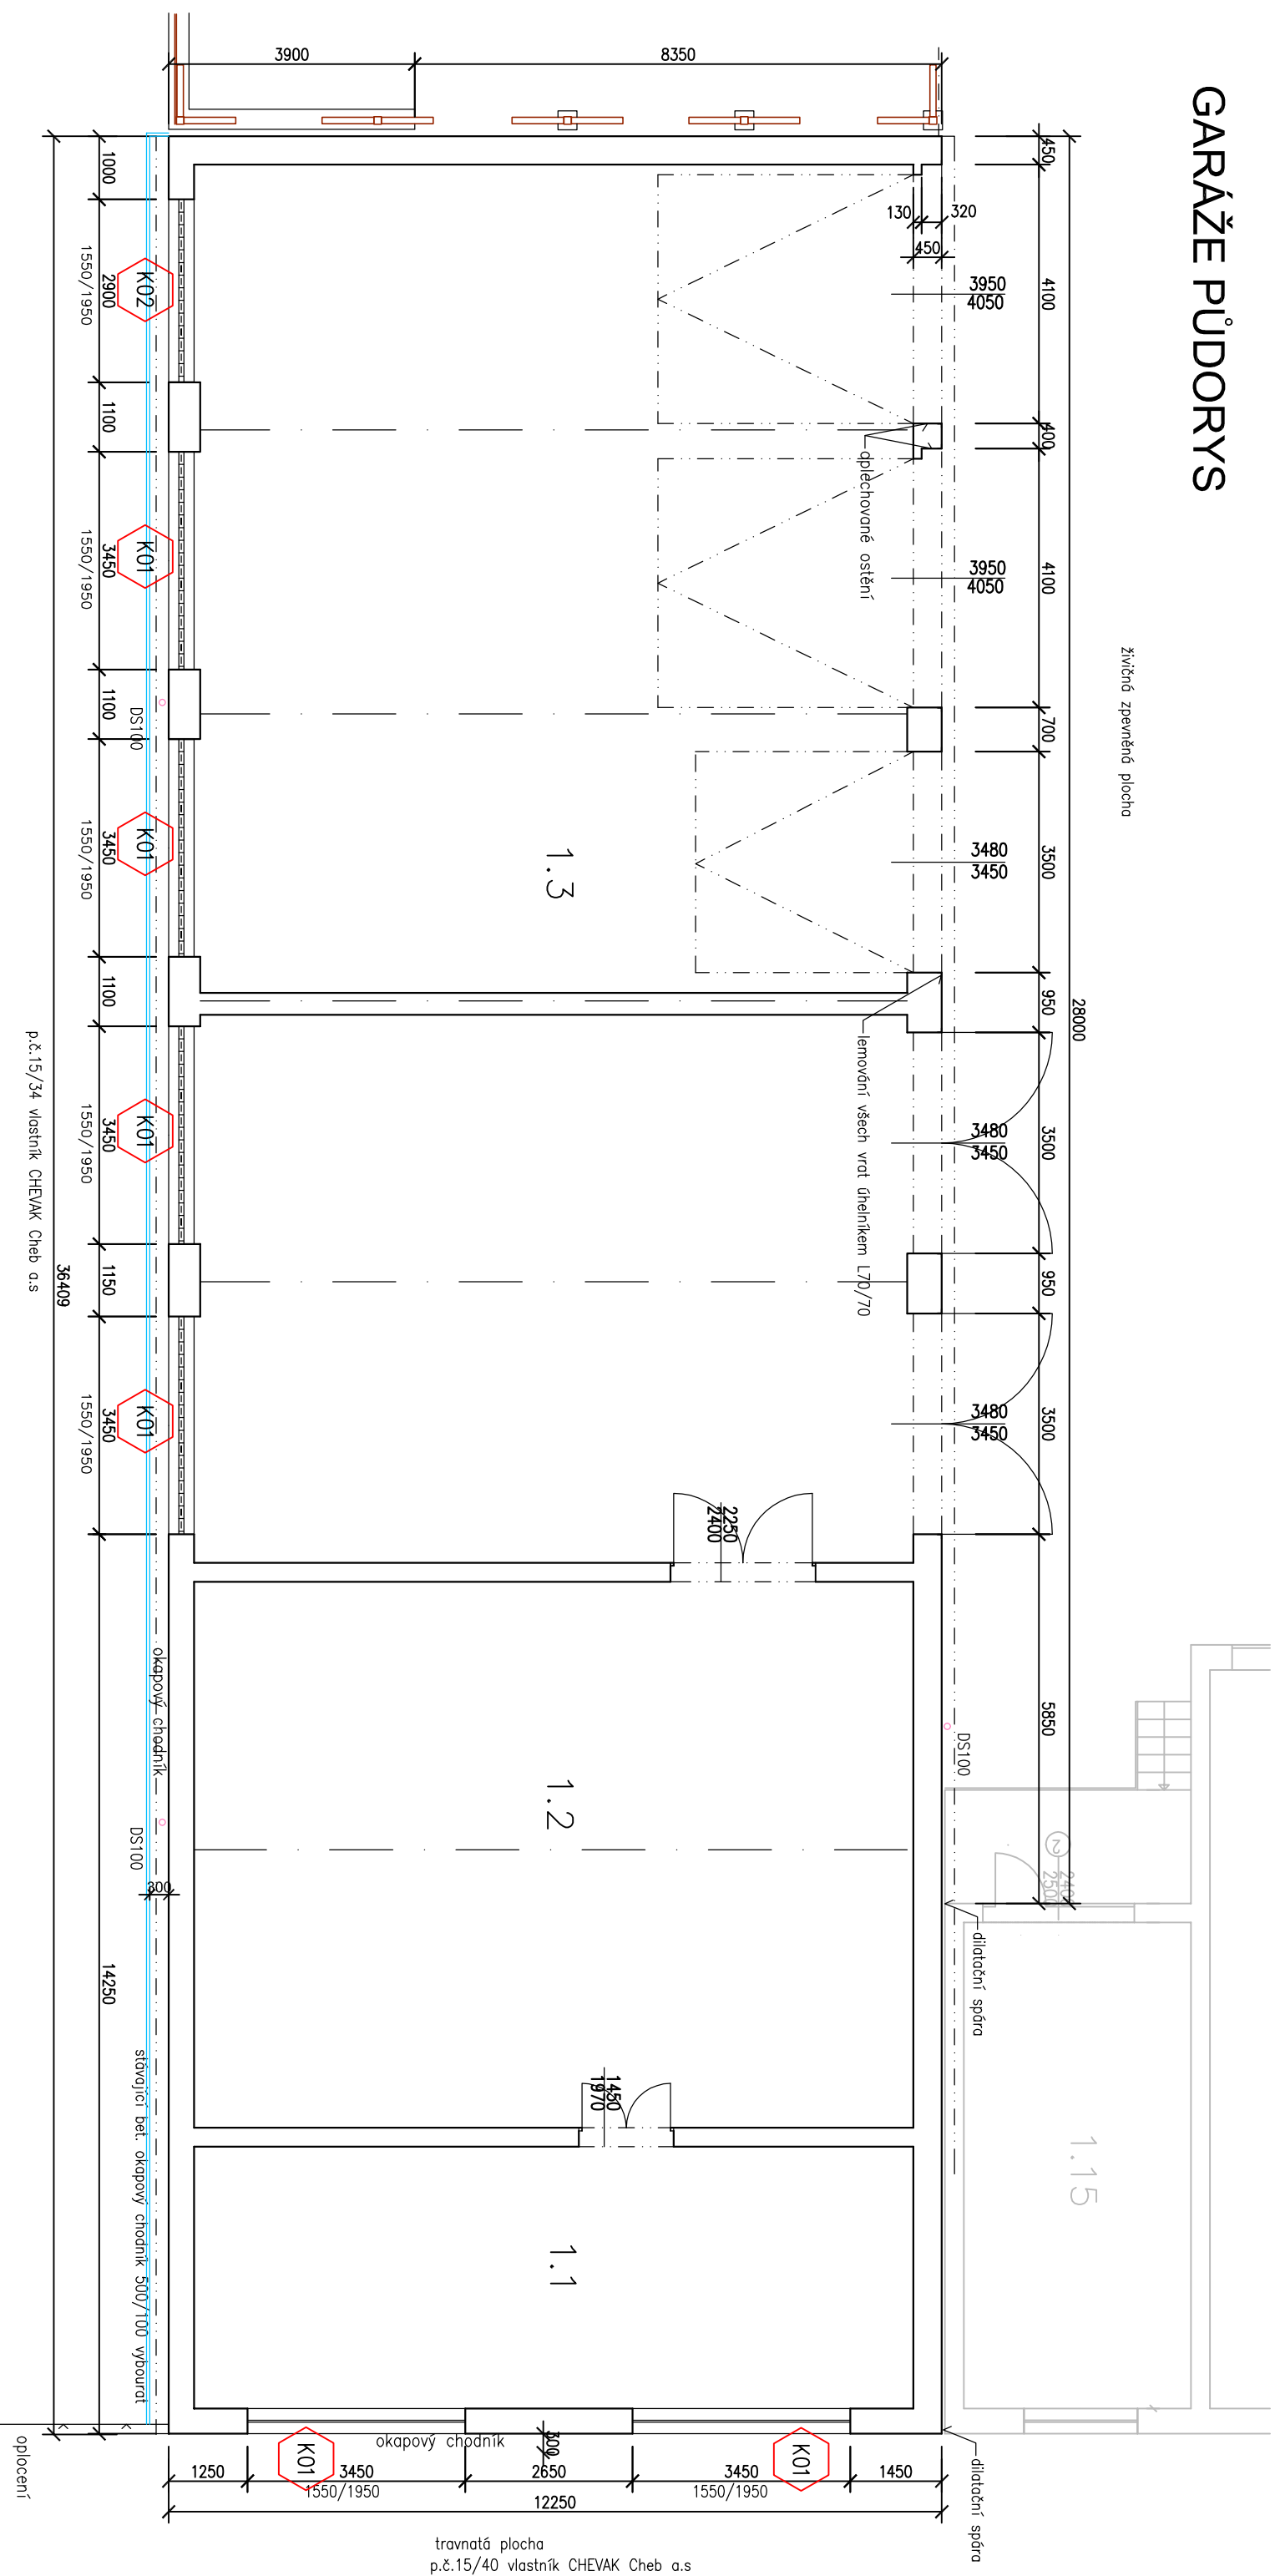 GARÁŽE PŮDORYS
živičná zpevněná plocha
28000
450
4100
400
4100
700
3500
950
3500
950
3500
5850
3900
8350
130
320
450
3950
4050
3950
4050
3480
3450
3480
3450
3480
3450
oplechované ostění
lemování všech vrat úhelníkem L70/70
1.3
2250
2400
1.2
1450
1970
1.1
DS100
dilatační spára
2
1.15
dilatační spára
K02
K01
K01
K01
K01
DS100
okapový chodník
DS100
300
stávající bet. okapový chodník 500/100 vybourat
1000
2900
1550/1950
1100
3450
1550/1950
1100
3450
1550/1950
1100
3450
1550/1950
1150
3450
1550/1950
14250
36409
p.č.15/34 vlastník CHEVAK Cheb a.s
oplocení
okapový chodník
300
K01
K01
1250
3450
1550/1950
2650
3450
1550/1950
1450
12250
travnatá plocha
p.č.15/40 vlastník CHEVAK Cheb a.s